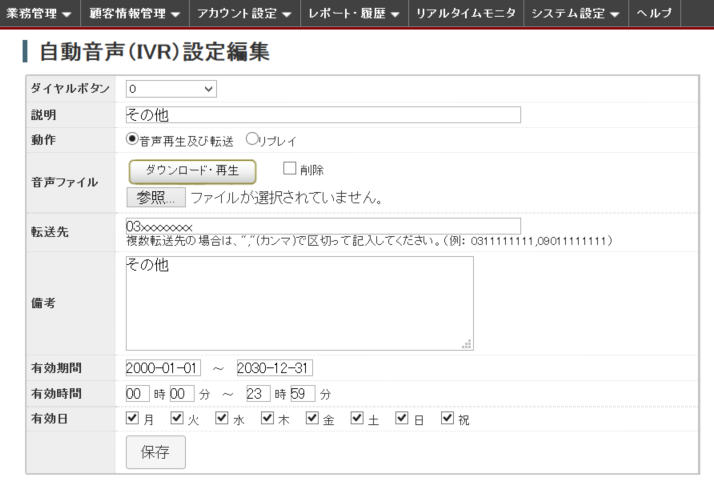 業務管理 顧客情報管理 アカウント設定 レポート・履歴 リアルタイムモニタ システム設定 ヘルプ
自動音声(IVR)設定編集
ダイヤルボタン 0
説明 その他
動作 音声再生及び転送 リプレイ
音声ファイル ダウンロード・再生 削除
参照... ファイルが選択されていません。
転送先 03xxxxxxxx
複数転送先の場合は、","(カンマ)で区切って記入してください。(例: 0311111111,09011111111)
備考 その他
有効期間 2000-01-01 ～ 2030-12-31
有効時間 00 時 00 分 ～ 23 時 59 分
有効日 月 火 水 木 金 土 日 祝
保存